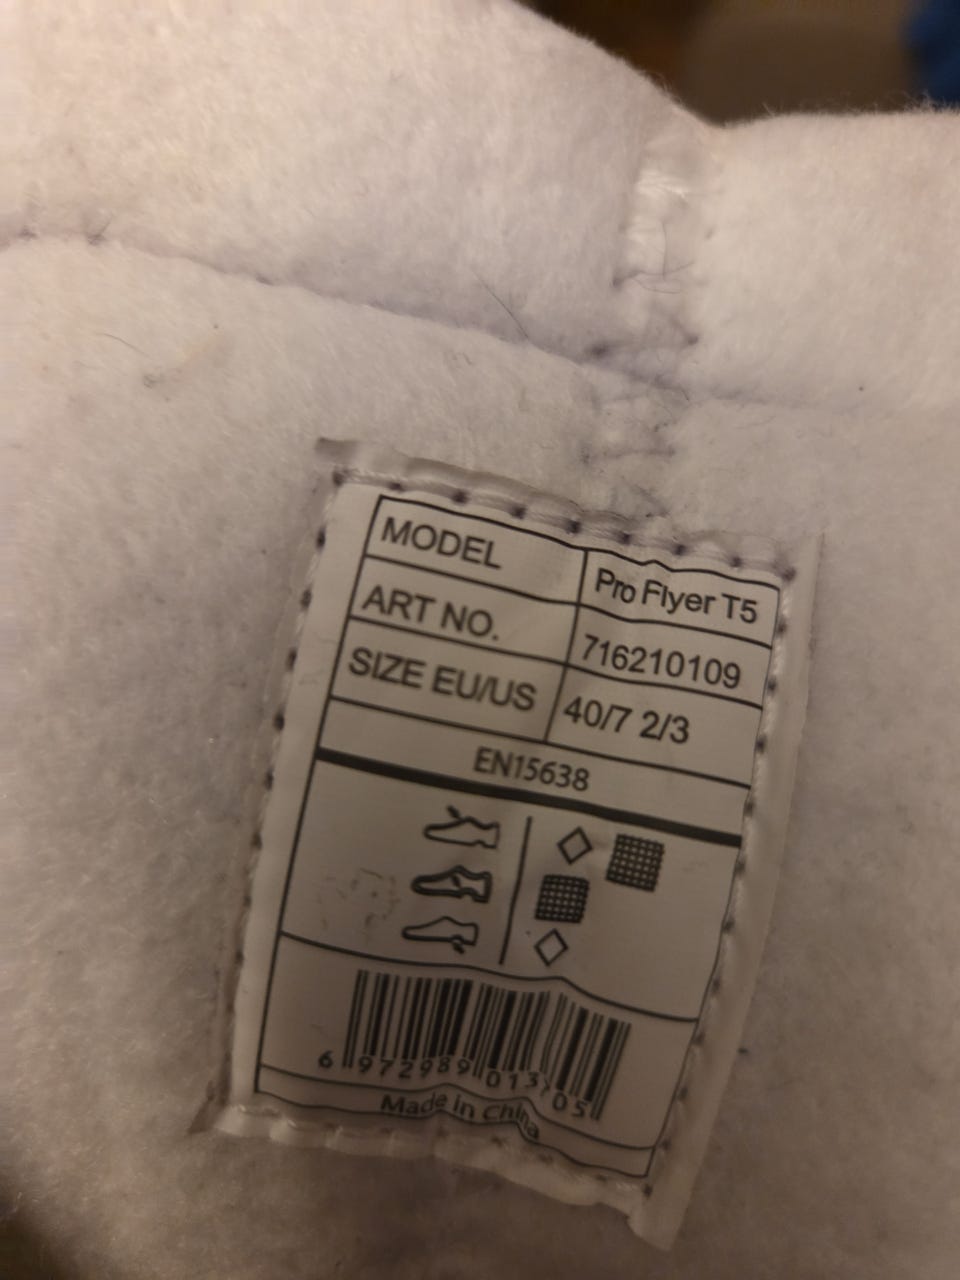 MODEL Pro Flyer T5
ART NO. 716210109
SIZE EU/US 40/7 2/3
EN15638
6 972989 013105
Made in China